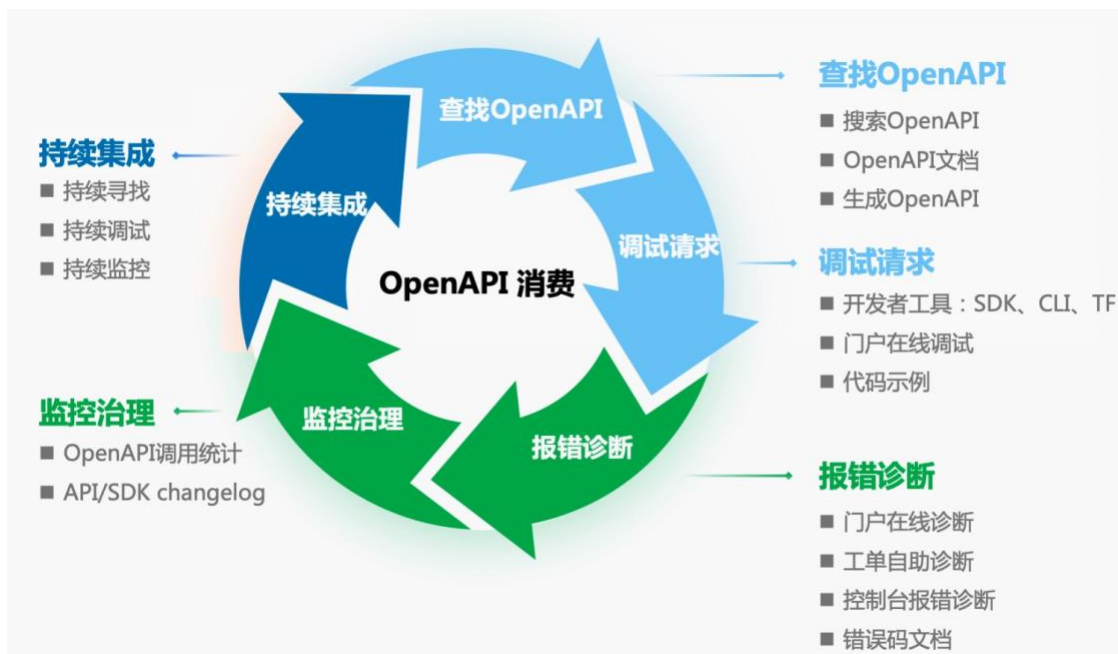 查找OpenAPI
调试请求
报错诊断
监控治理
持续集成
OpenAPI 消费
查找OpenAPI
■ 搜索OpenAPI
■ OpenAPI文档
■ 生成OpenAPI
调试请求
■ 开发者工具：SDK、CLI、TF
■ 门户在线调试
■ 代码示例
报错诊断
■ 门户在线诊断
■ 工单自助诊断
■ 控制台报错诊断
■ 错误码文档
监控治理
■ OpenAPI调用统计
■ API/SDK changelog
持续集成
■ 持续寻找
■ 持续调试
■ 持续监控